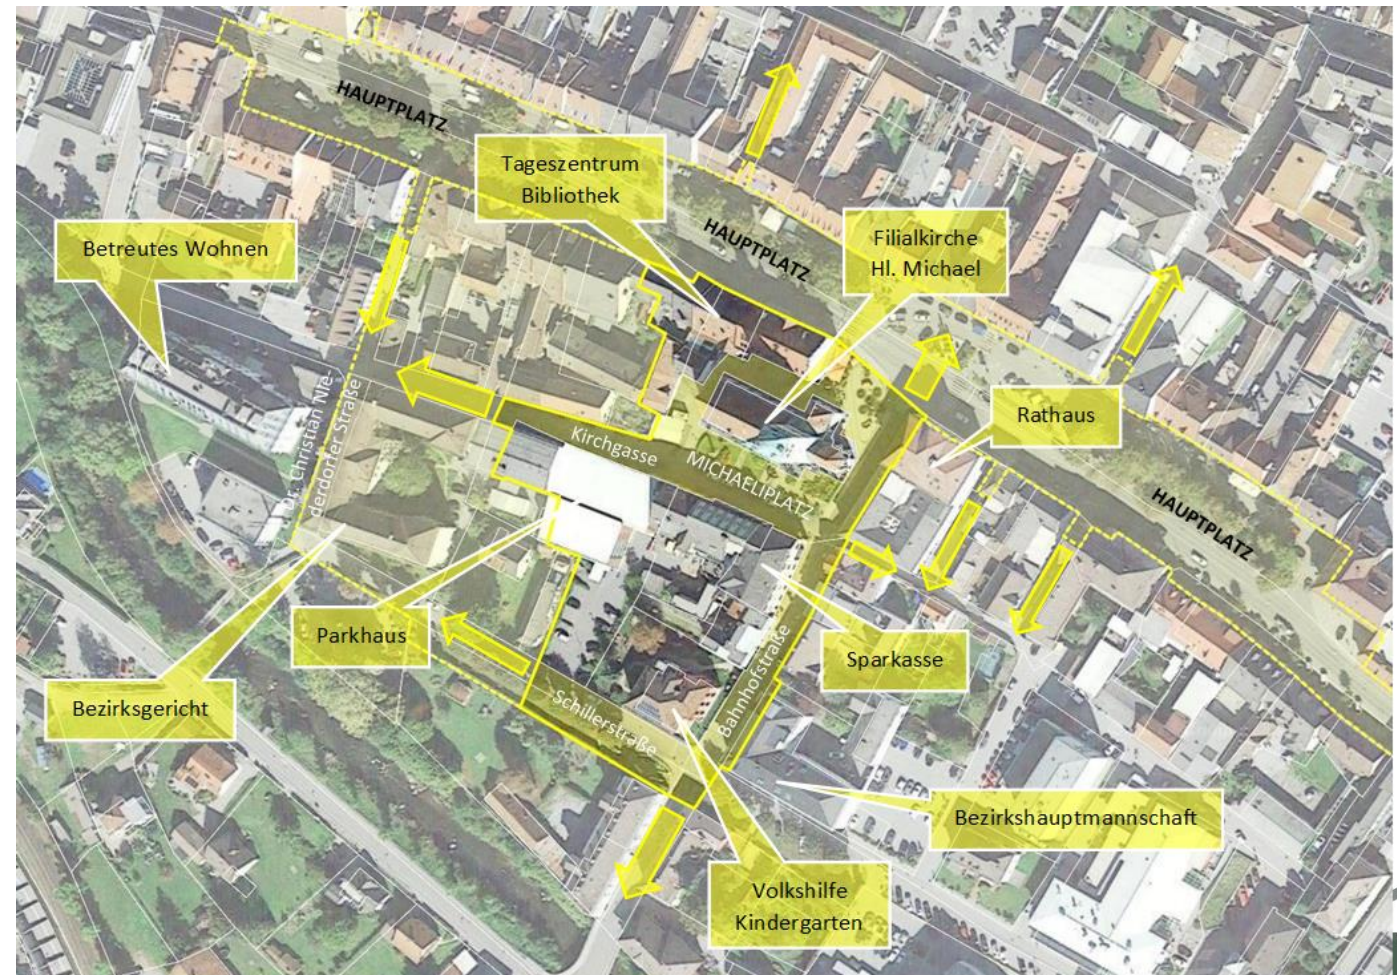 HAUPTPLATZ
Tageszentrum
Bibliothek
HAUPTPLATZ
Filialkirche
Hl. Michael
Betreutes Wohnen
Rathaus
Dr. Christian Nie-
derdorfer Straße
Kirchgasse
MICHAELIPLATZ
HAUPTPLATZ
Parkhaus
Sparkasse
Bezirksgericht
Schillerstraße
Bahnhofstraße
Bezirkshauptmannschaft
Volkshilfe
Kindergarten